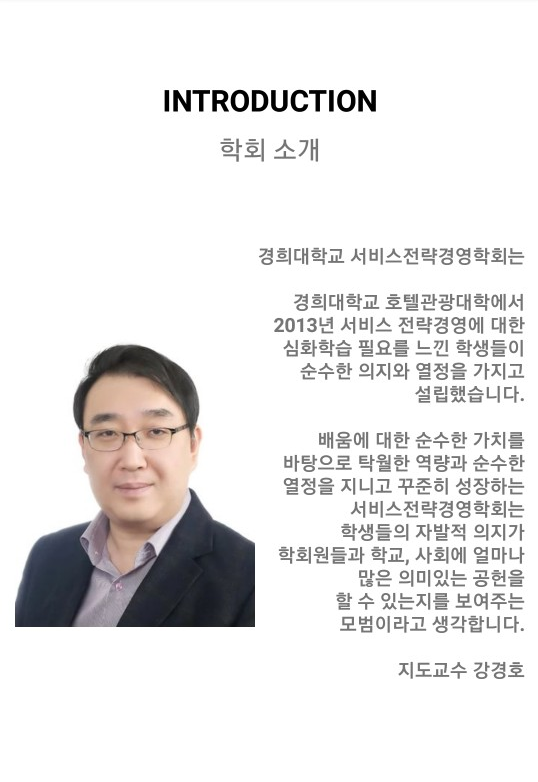 INTRODUCTION
학회 소개
경희대학교 서비스전략경영학회는
경희대학교 호텔관광대학에서
2013년 서비스 전략경영에 대한
심화학습 필요를 느낀 학생들이
순수한 의지와 열정을 가지고
설립했습니다.
배움에 대한 순수한 가치를
바탕으로 탁월한 역량과 순수한
열정을 지니고 꾸준히 성장하는
서비스전략경영학회는
학생들의 자발적 의지가
학회원들과 학교, 사회에 얼마나
많은 의미있는 공헌을
할 수 있는지를 보여주는
모범이라고 생각합니다.
지도교수 강경호